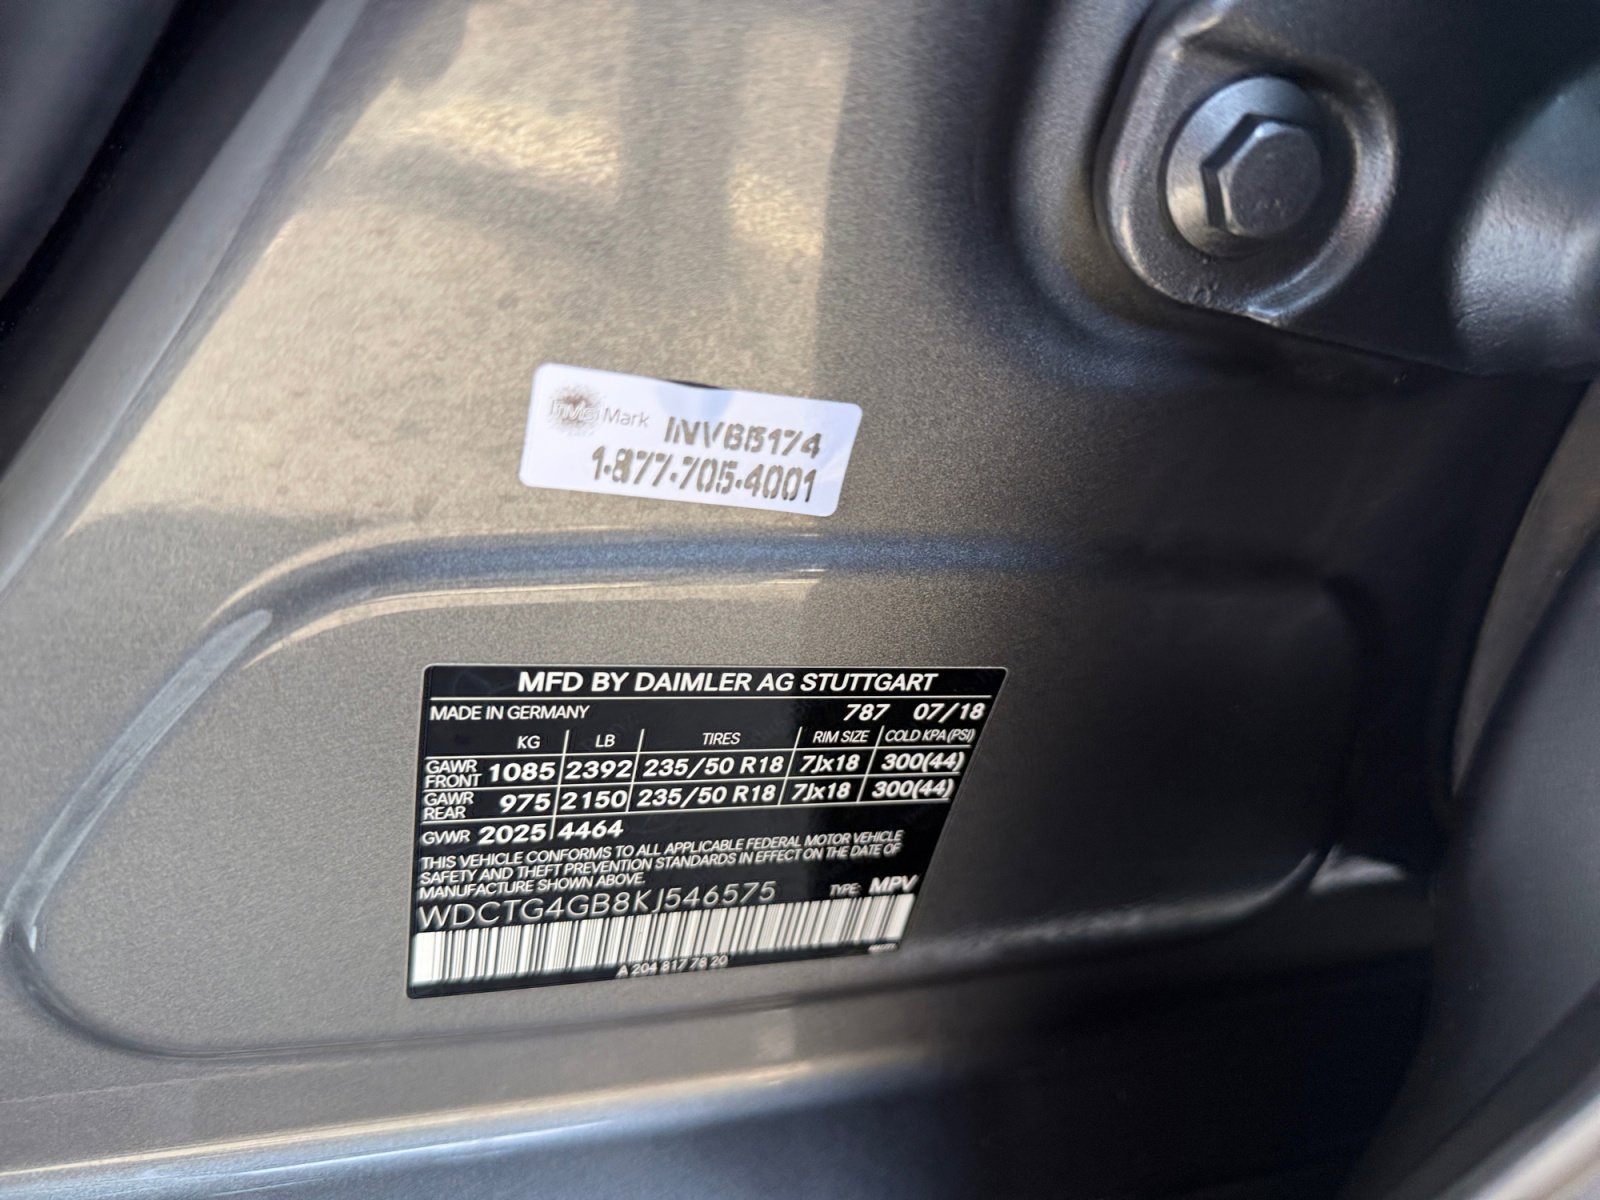 InVisiMark INVBB174
1-877-705-4001
MFD BY DAIMLER AG STUTTGART
MADE IN GERMANY 787 07/18
KG LB TIRES RIM SIZE COLD KPA (PSI)
GAWR FRONT 1085 2392 235/50 R18 7Jx18 300(44)
GAWR REAR 975 2150 235/50 R18 7Jx18 300(44)
GVWR 2025 4464
THIS VEHICLE CONFORMS TO ALL APPLICABLE FEDERAL MOTOR VEHICLE
SAFETY AND THEFT PREVENTION STANDARDS IN EFFECT ON THE DATE OF
MANUFACTURE SHOWN ABOVE.
WDCTG4GB8KJ546575 TYPE: MPV
A 204 817 78 20